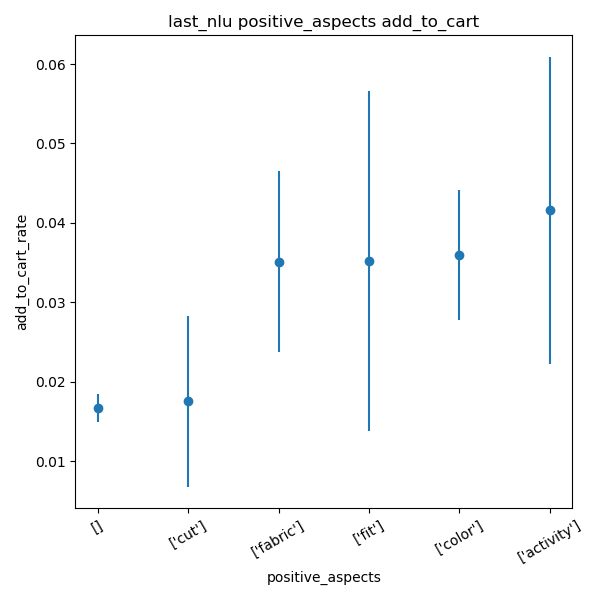 last_nlu positive_aspects add_to_cart
0.06
0.05
0.04
0.03
0.02
0.01
add_to_cart_rate
[]
['cut']
['fabric']
['fit']
['color']
['activity']
positive_aspects